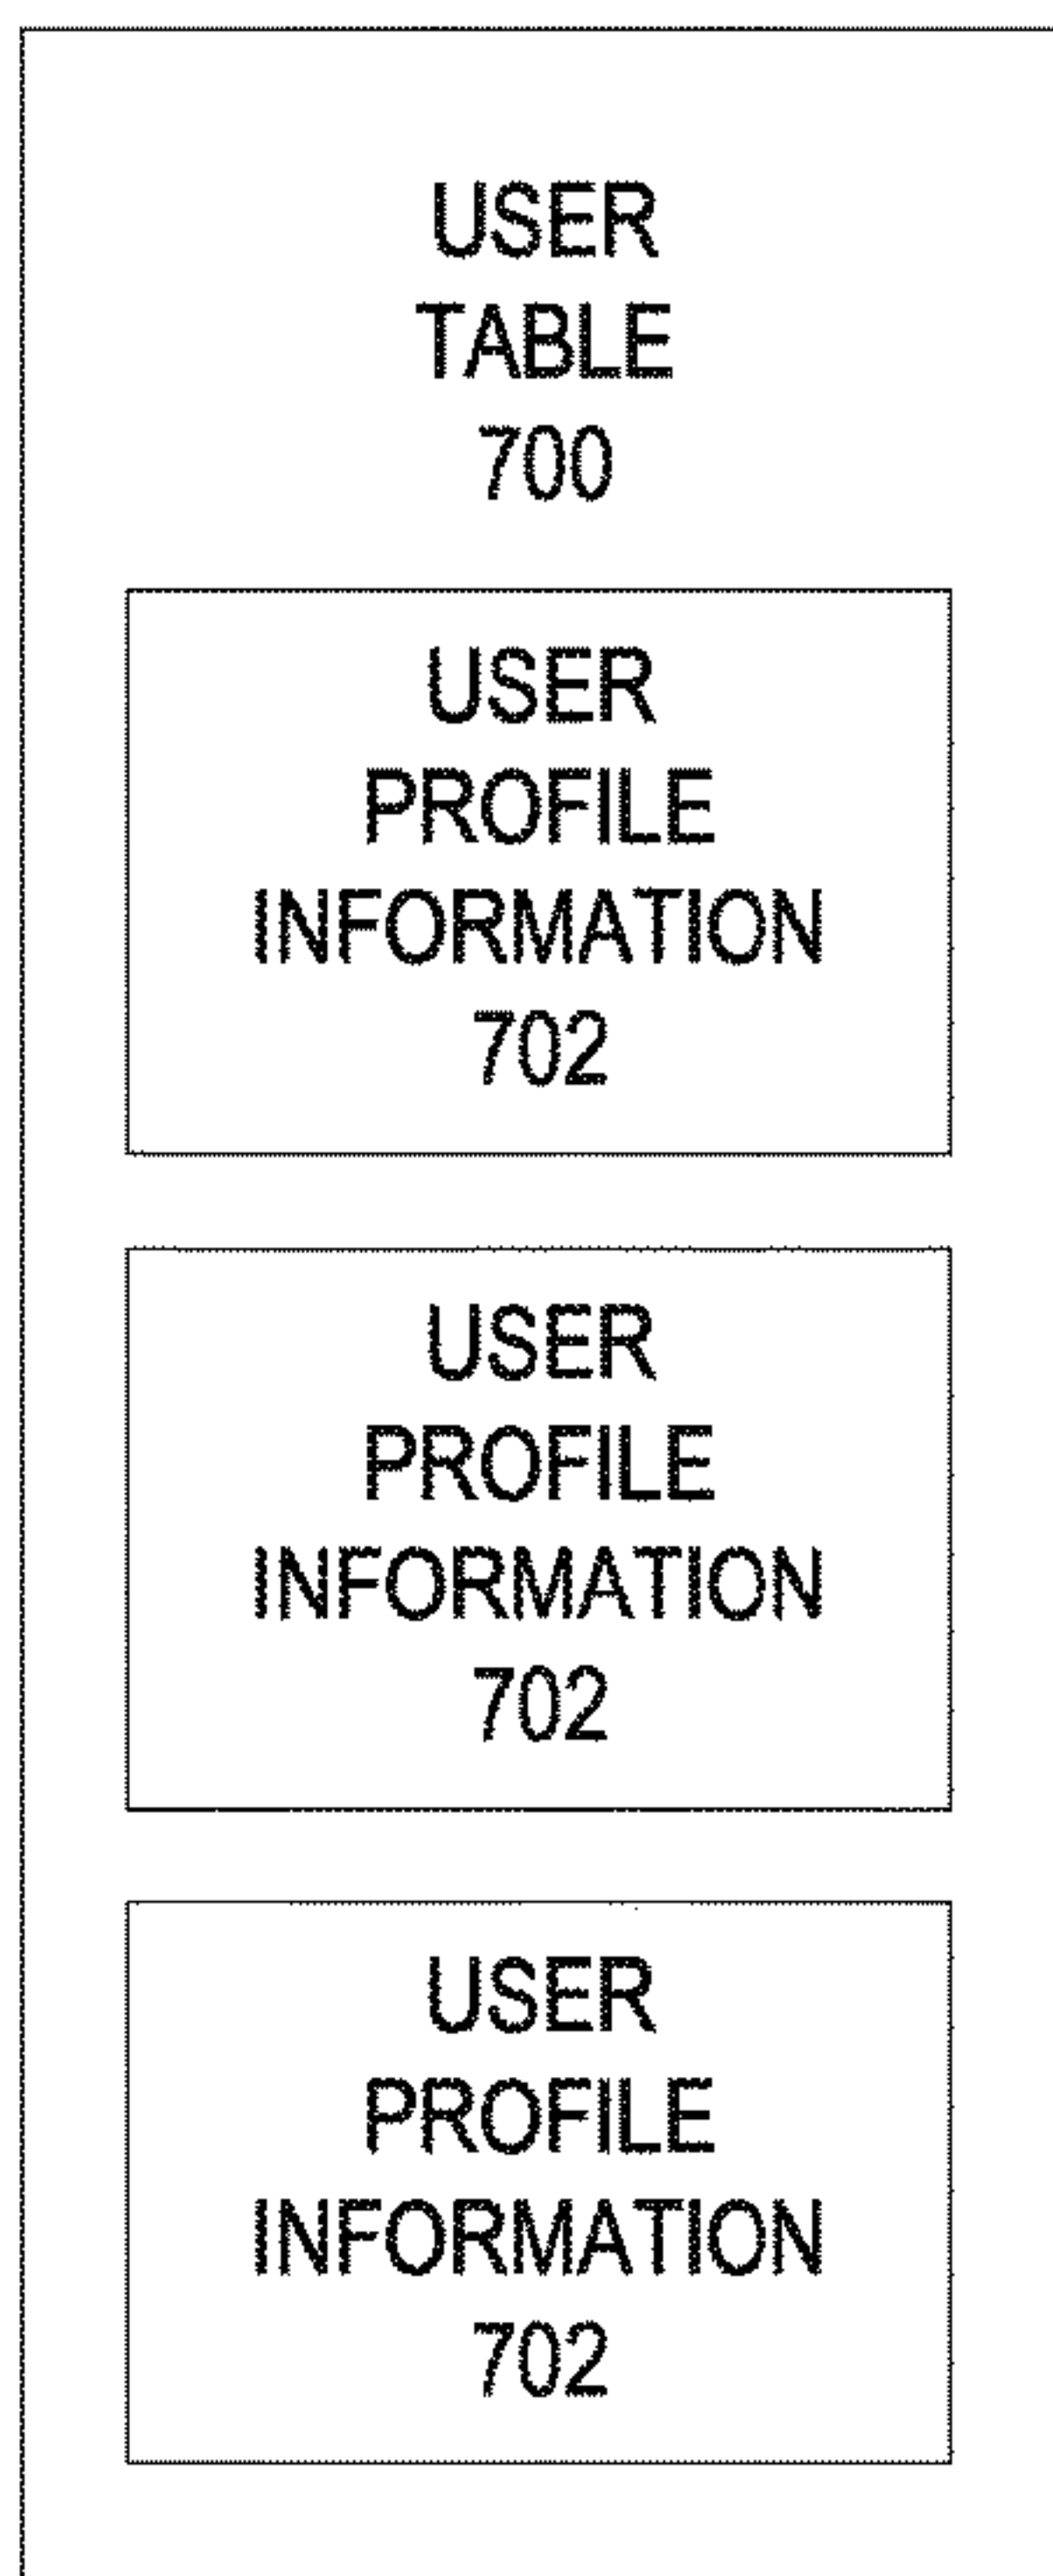 USER
TABLE
700
USER
PROFILE
INFORMATION
702
USER
PROFILE
INFORMATION
702
USER
PROFILE
INFORMATION
702